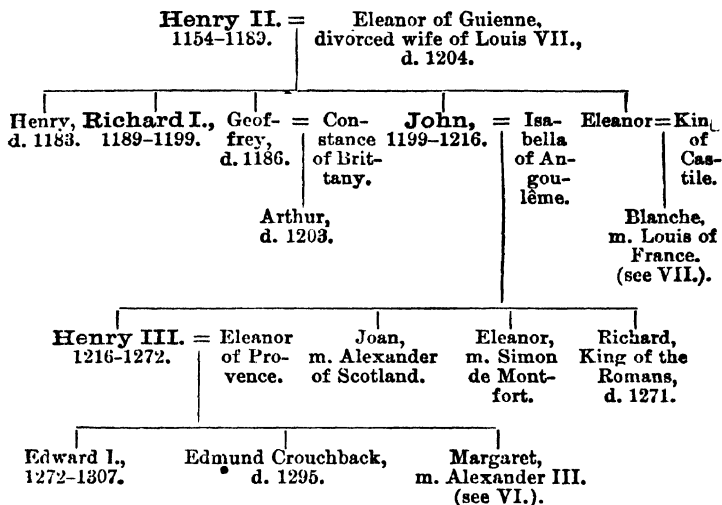 Henry II. = Eleanor of Guienne,
1154–1189. divorced wife of Louis VII.,
d. 1204.
Henry, Richard I., Geof- = Con- John, = Isa- Eleanor = King
d. 1183. 1189–1199. frey, stance 1199–1216. bella of
d. 1186. of Brit- of An- Cas-
tany. gou- tile.
lême.
Arthur, Blanche,
d. 1203. m. Louis of
France.
(see VII.).
Henry III. = Eleanor Joan, Eleanor, Richard,
1216–1272. of Pro- m. Alexander m. Simon King of the
vence. of Scotland. de Mont- Romans,
fort. d. 1271.
Edward I., Edmund Crouchback, Margaret,
1272–1307. d. 1295. m. Alexander III.
(see VI.).